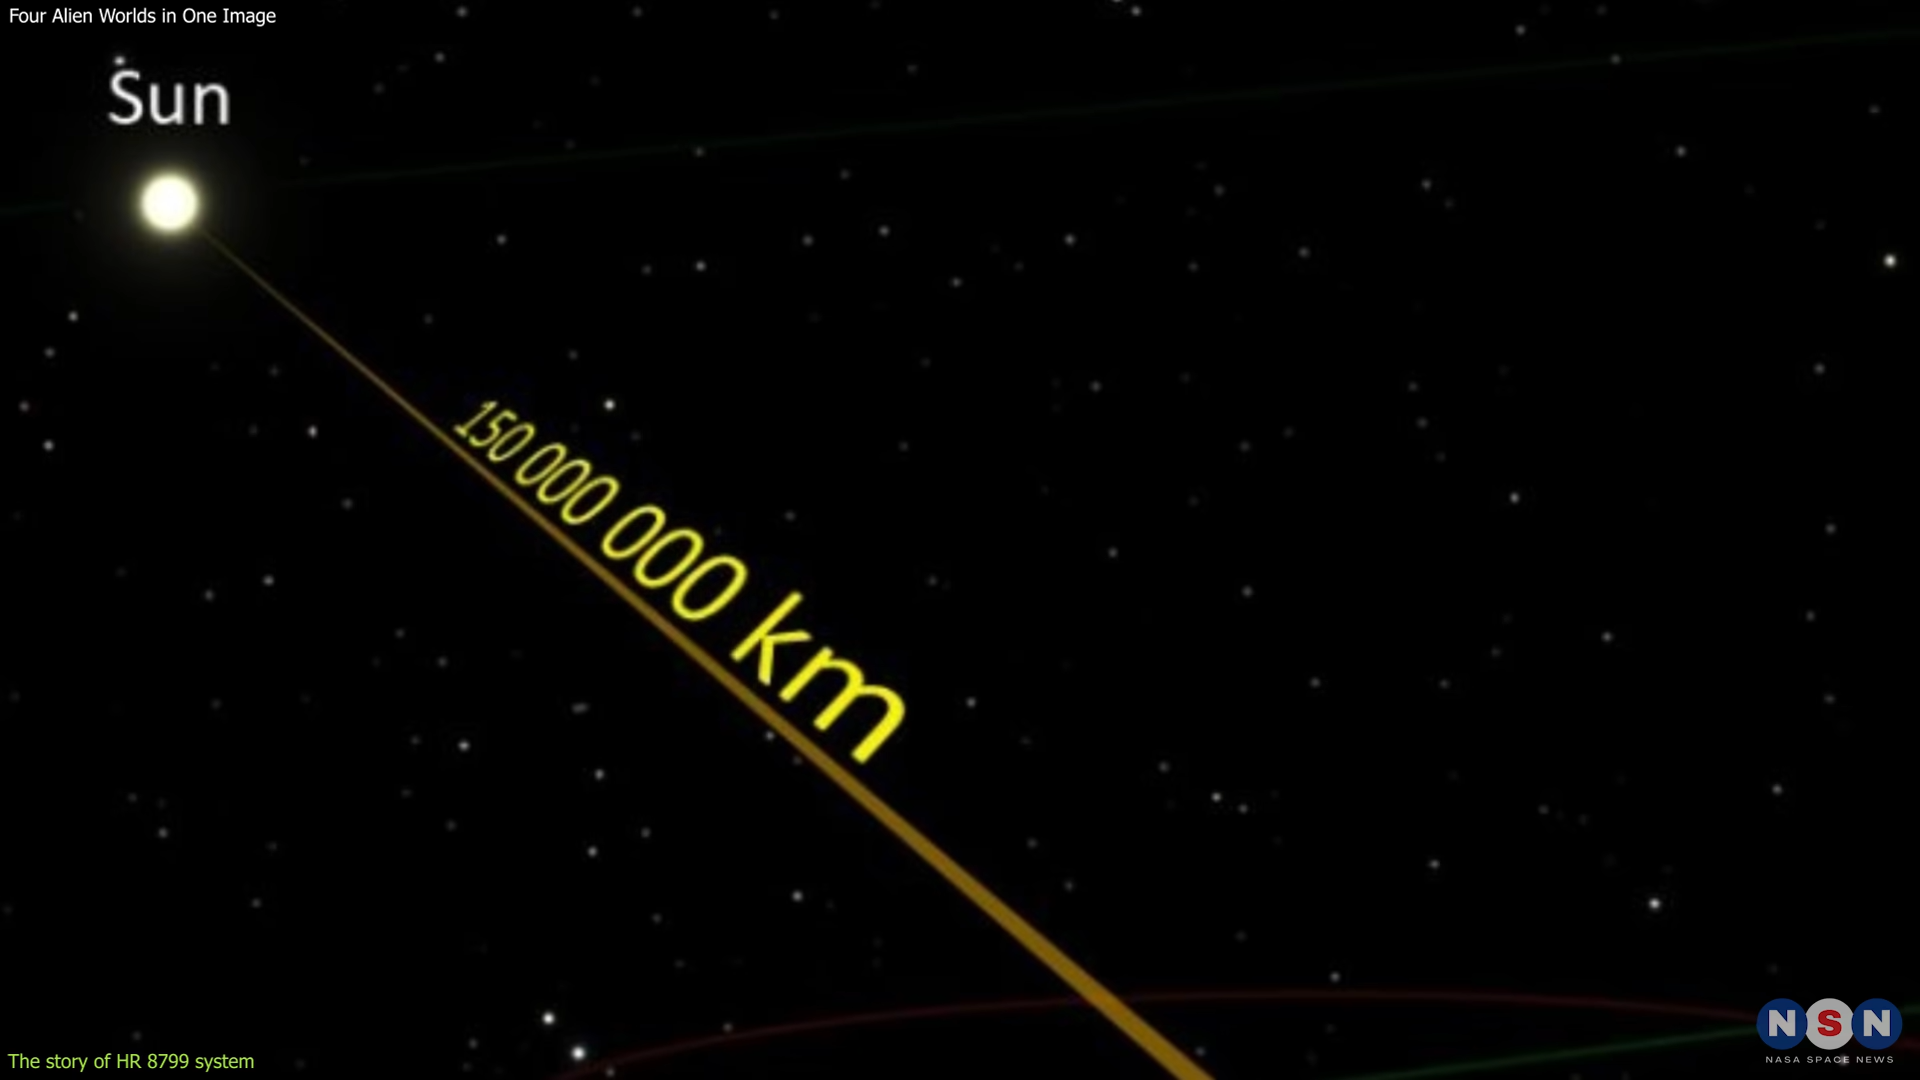 Four Alien Worlds in One Image
Sun
150 000 000 km
The story of HR 8799 system
NSN
NASA SPACE NEWS